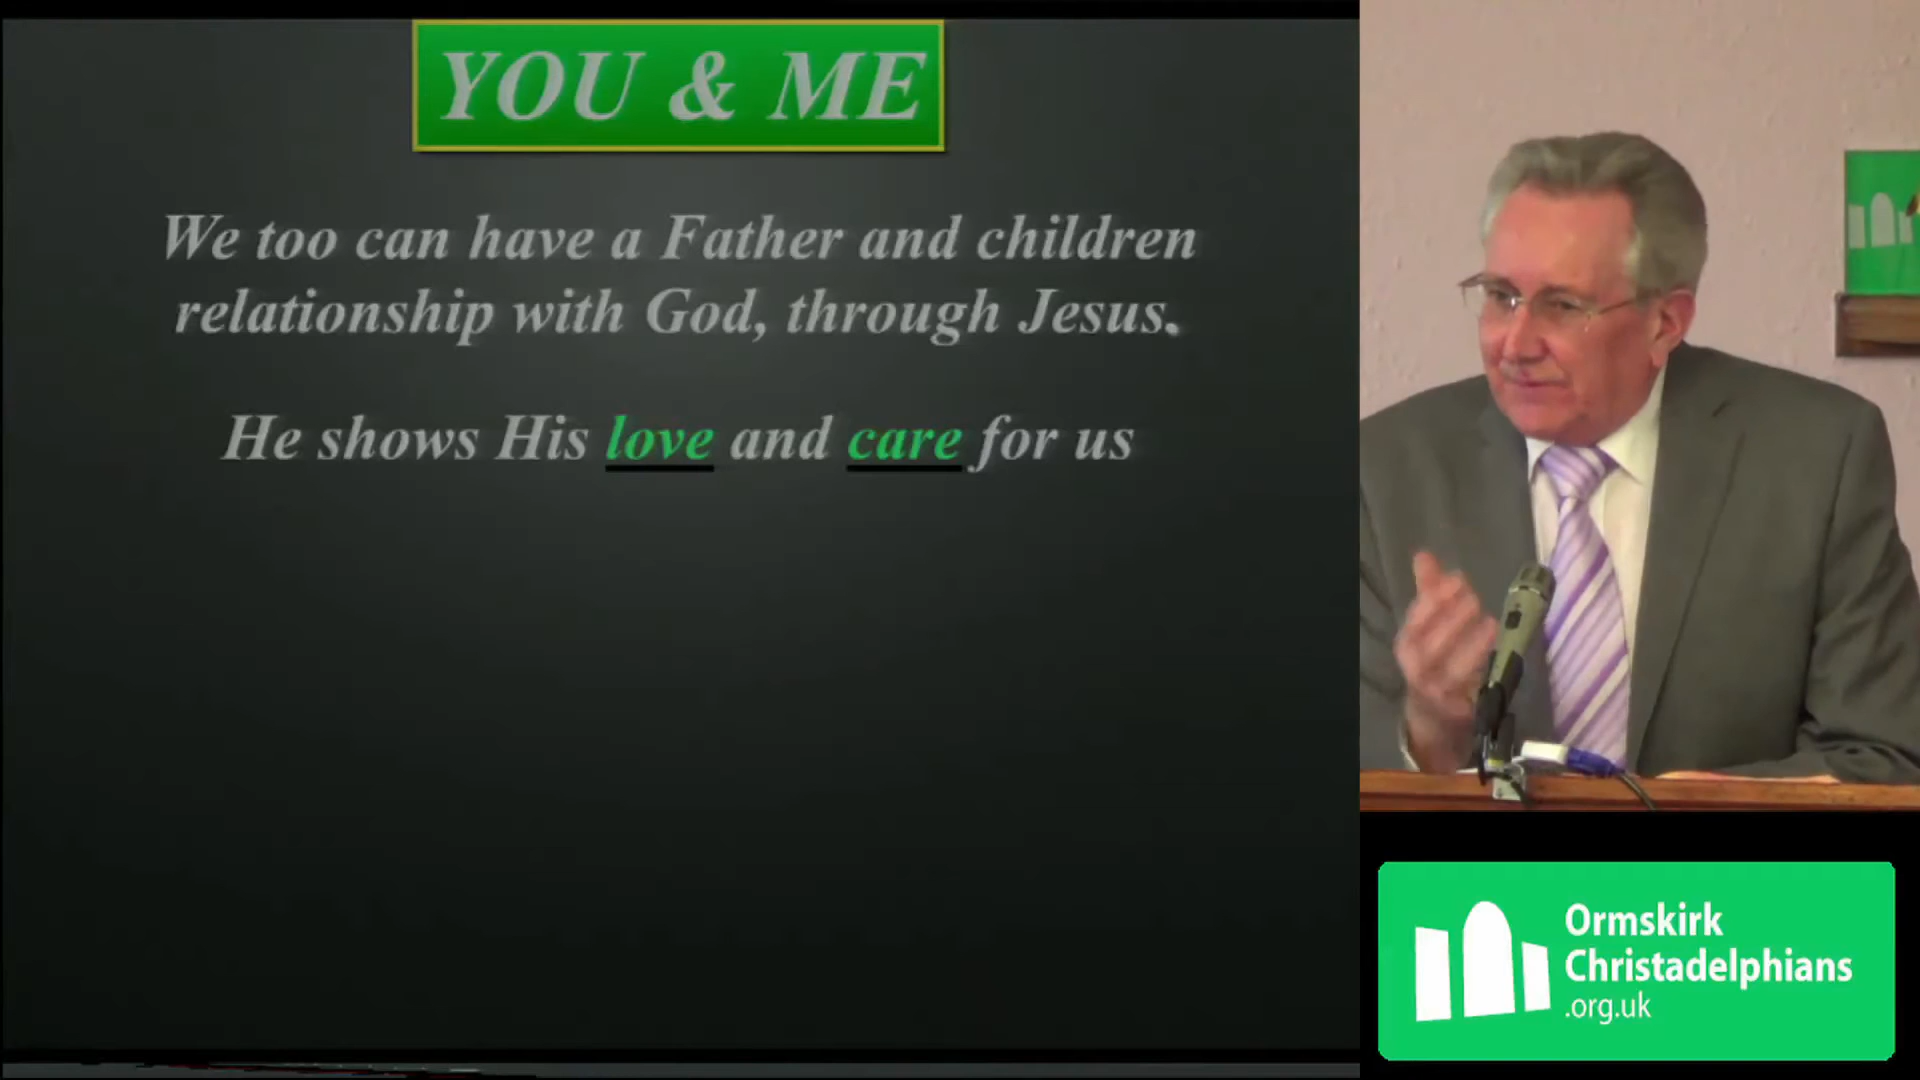 YOU & ME
We too can have a Father and children
relationship with God, through Jesus.
He shows His love and care for us
Ormskirk
Christadelphians
.org.uk